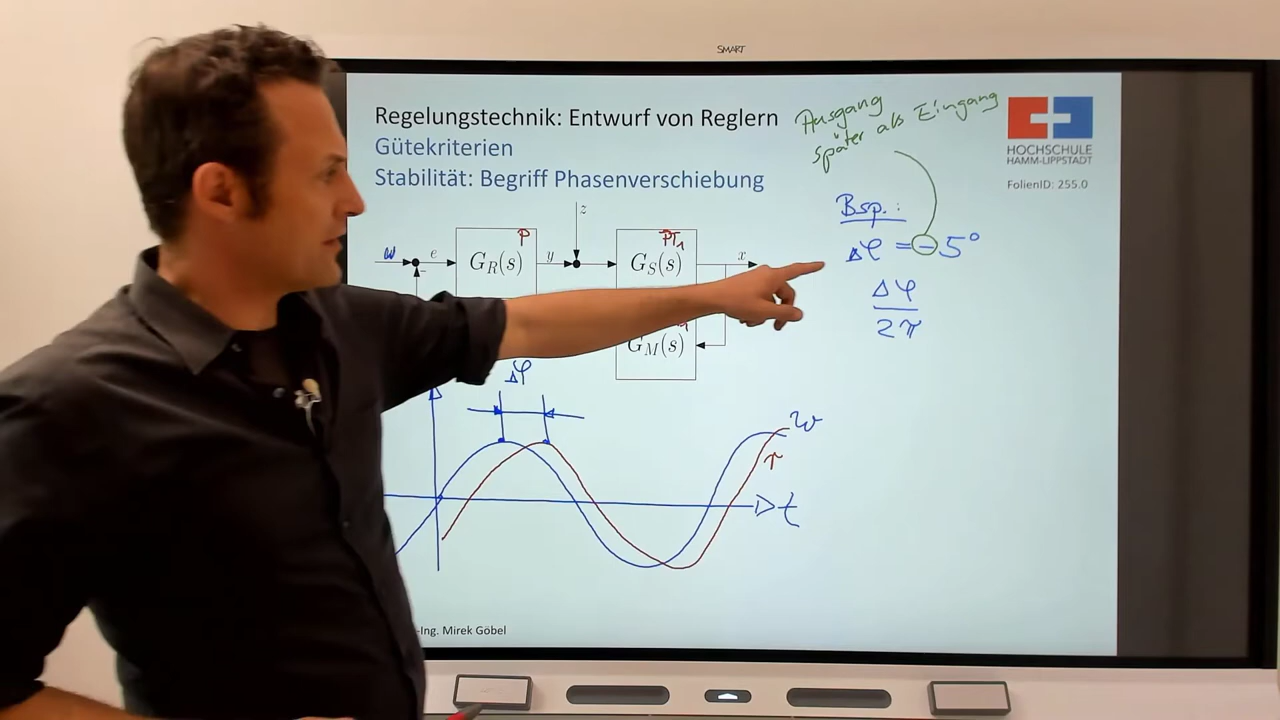 SMART
Regelungstechnik: Entwurf von Reglern
Gütekriterien
Stabilität: Begriff Phasenverschiebung
Ausgang
später als Eingang
HOCHSCHULE
HAMM-LIPPSTADT
FolienID: 255.0
Bsp.:
Δφ = -5°
Δφ
2π
w
e
P
G_R(s)
y
z
PT₁
G_S(s)
x
-
G_M(s)
Δφ
w
r
t
-Ing. Mirek Göbel